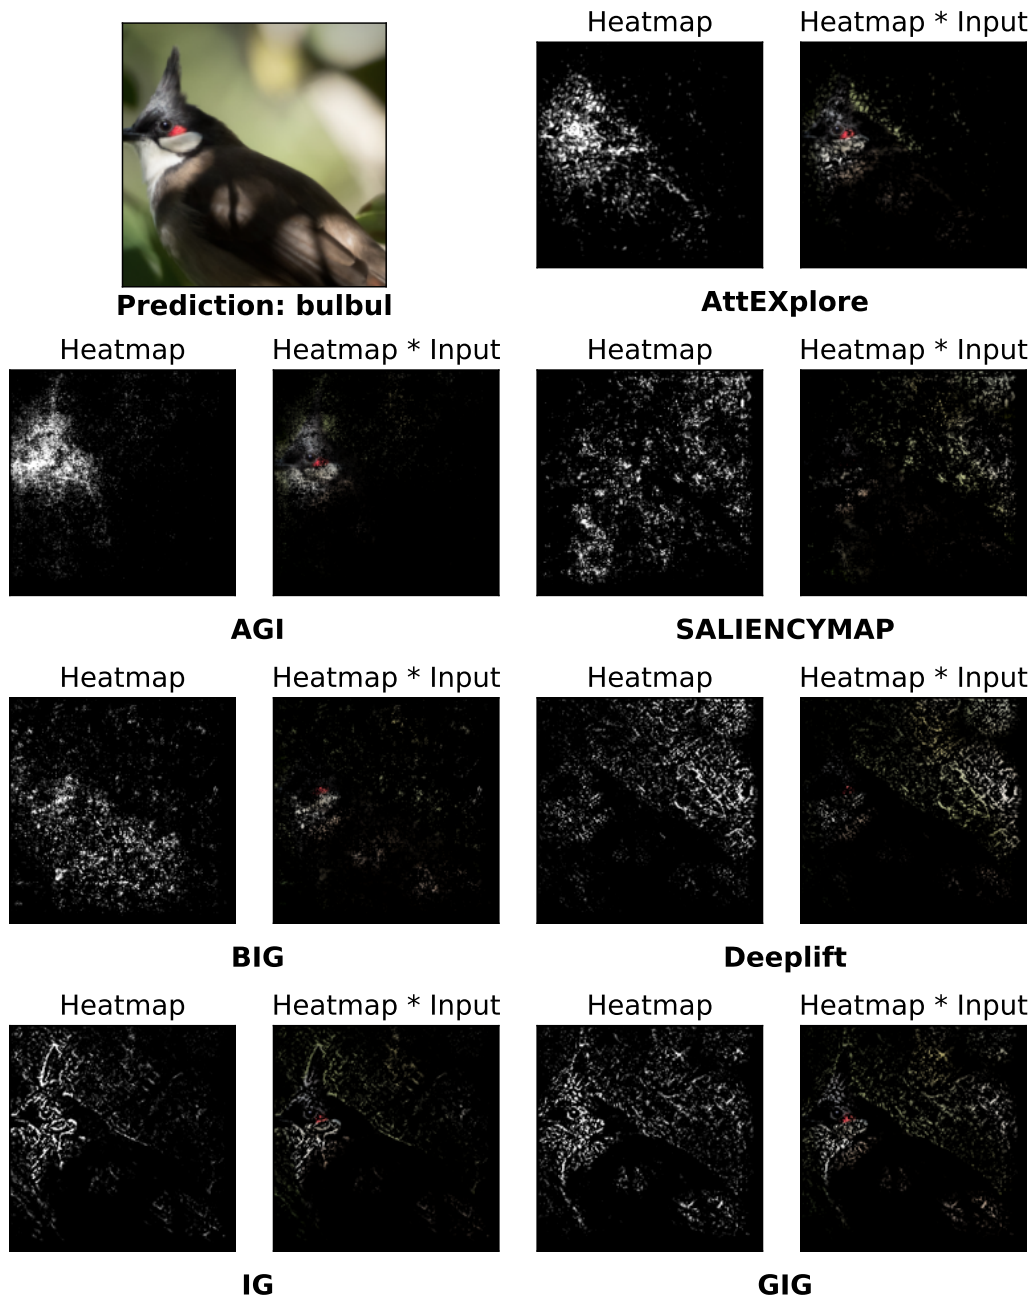 Heatmap
Heatmap * Input
Prediction: bulbul
AttEXplore
Heatmap
Heatmap * Input
Heatmap
Heatmap * Input
AGI
SALIENCYMAP
Heatmap
Heatmap * Input
Heatmap
Heatmap * Input
BIG
Deeplift
Heatmap
Heatmap * Input
Heatmap
Heatmap * Input
IG
GIG